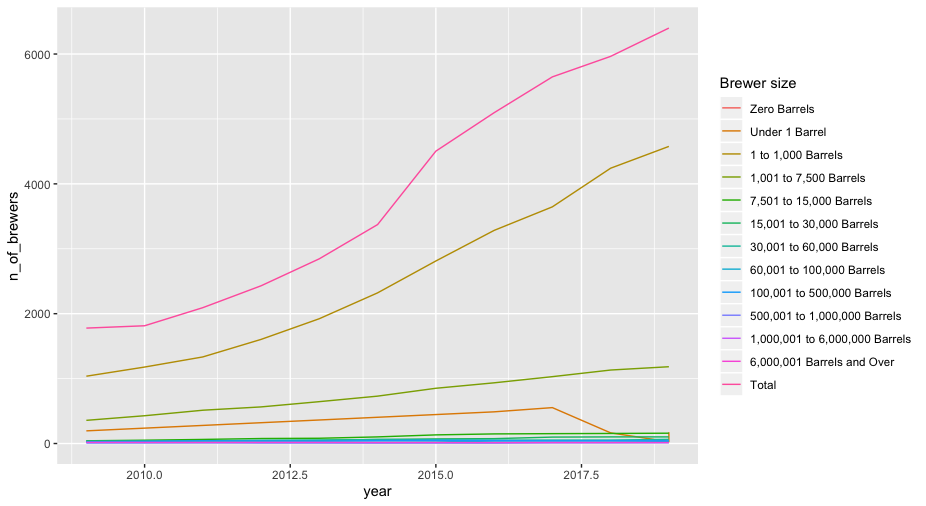 Brewer size
6000
Zero Barrels
Under 1 Barrel
1 to 1,000 Barrels
1,001 to 7,500 Barrels
4000
7,501 to 15,000 Barrels
n_of_brewers
15,001 to 30,000 Barrels
30,001 to 60,000 Barrels
60,001 to 100,000 Barrels
100,001 to 500,000 Barrels
2000
500,001 to 1,000,000 Barrels
1,000,001 to 6,000,000 Barrels
6,000,001 Barrels and Over
Total
0
2010.0 2012.5 2015.0 2017.5
year